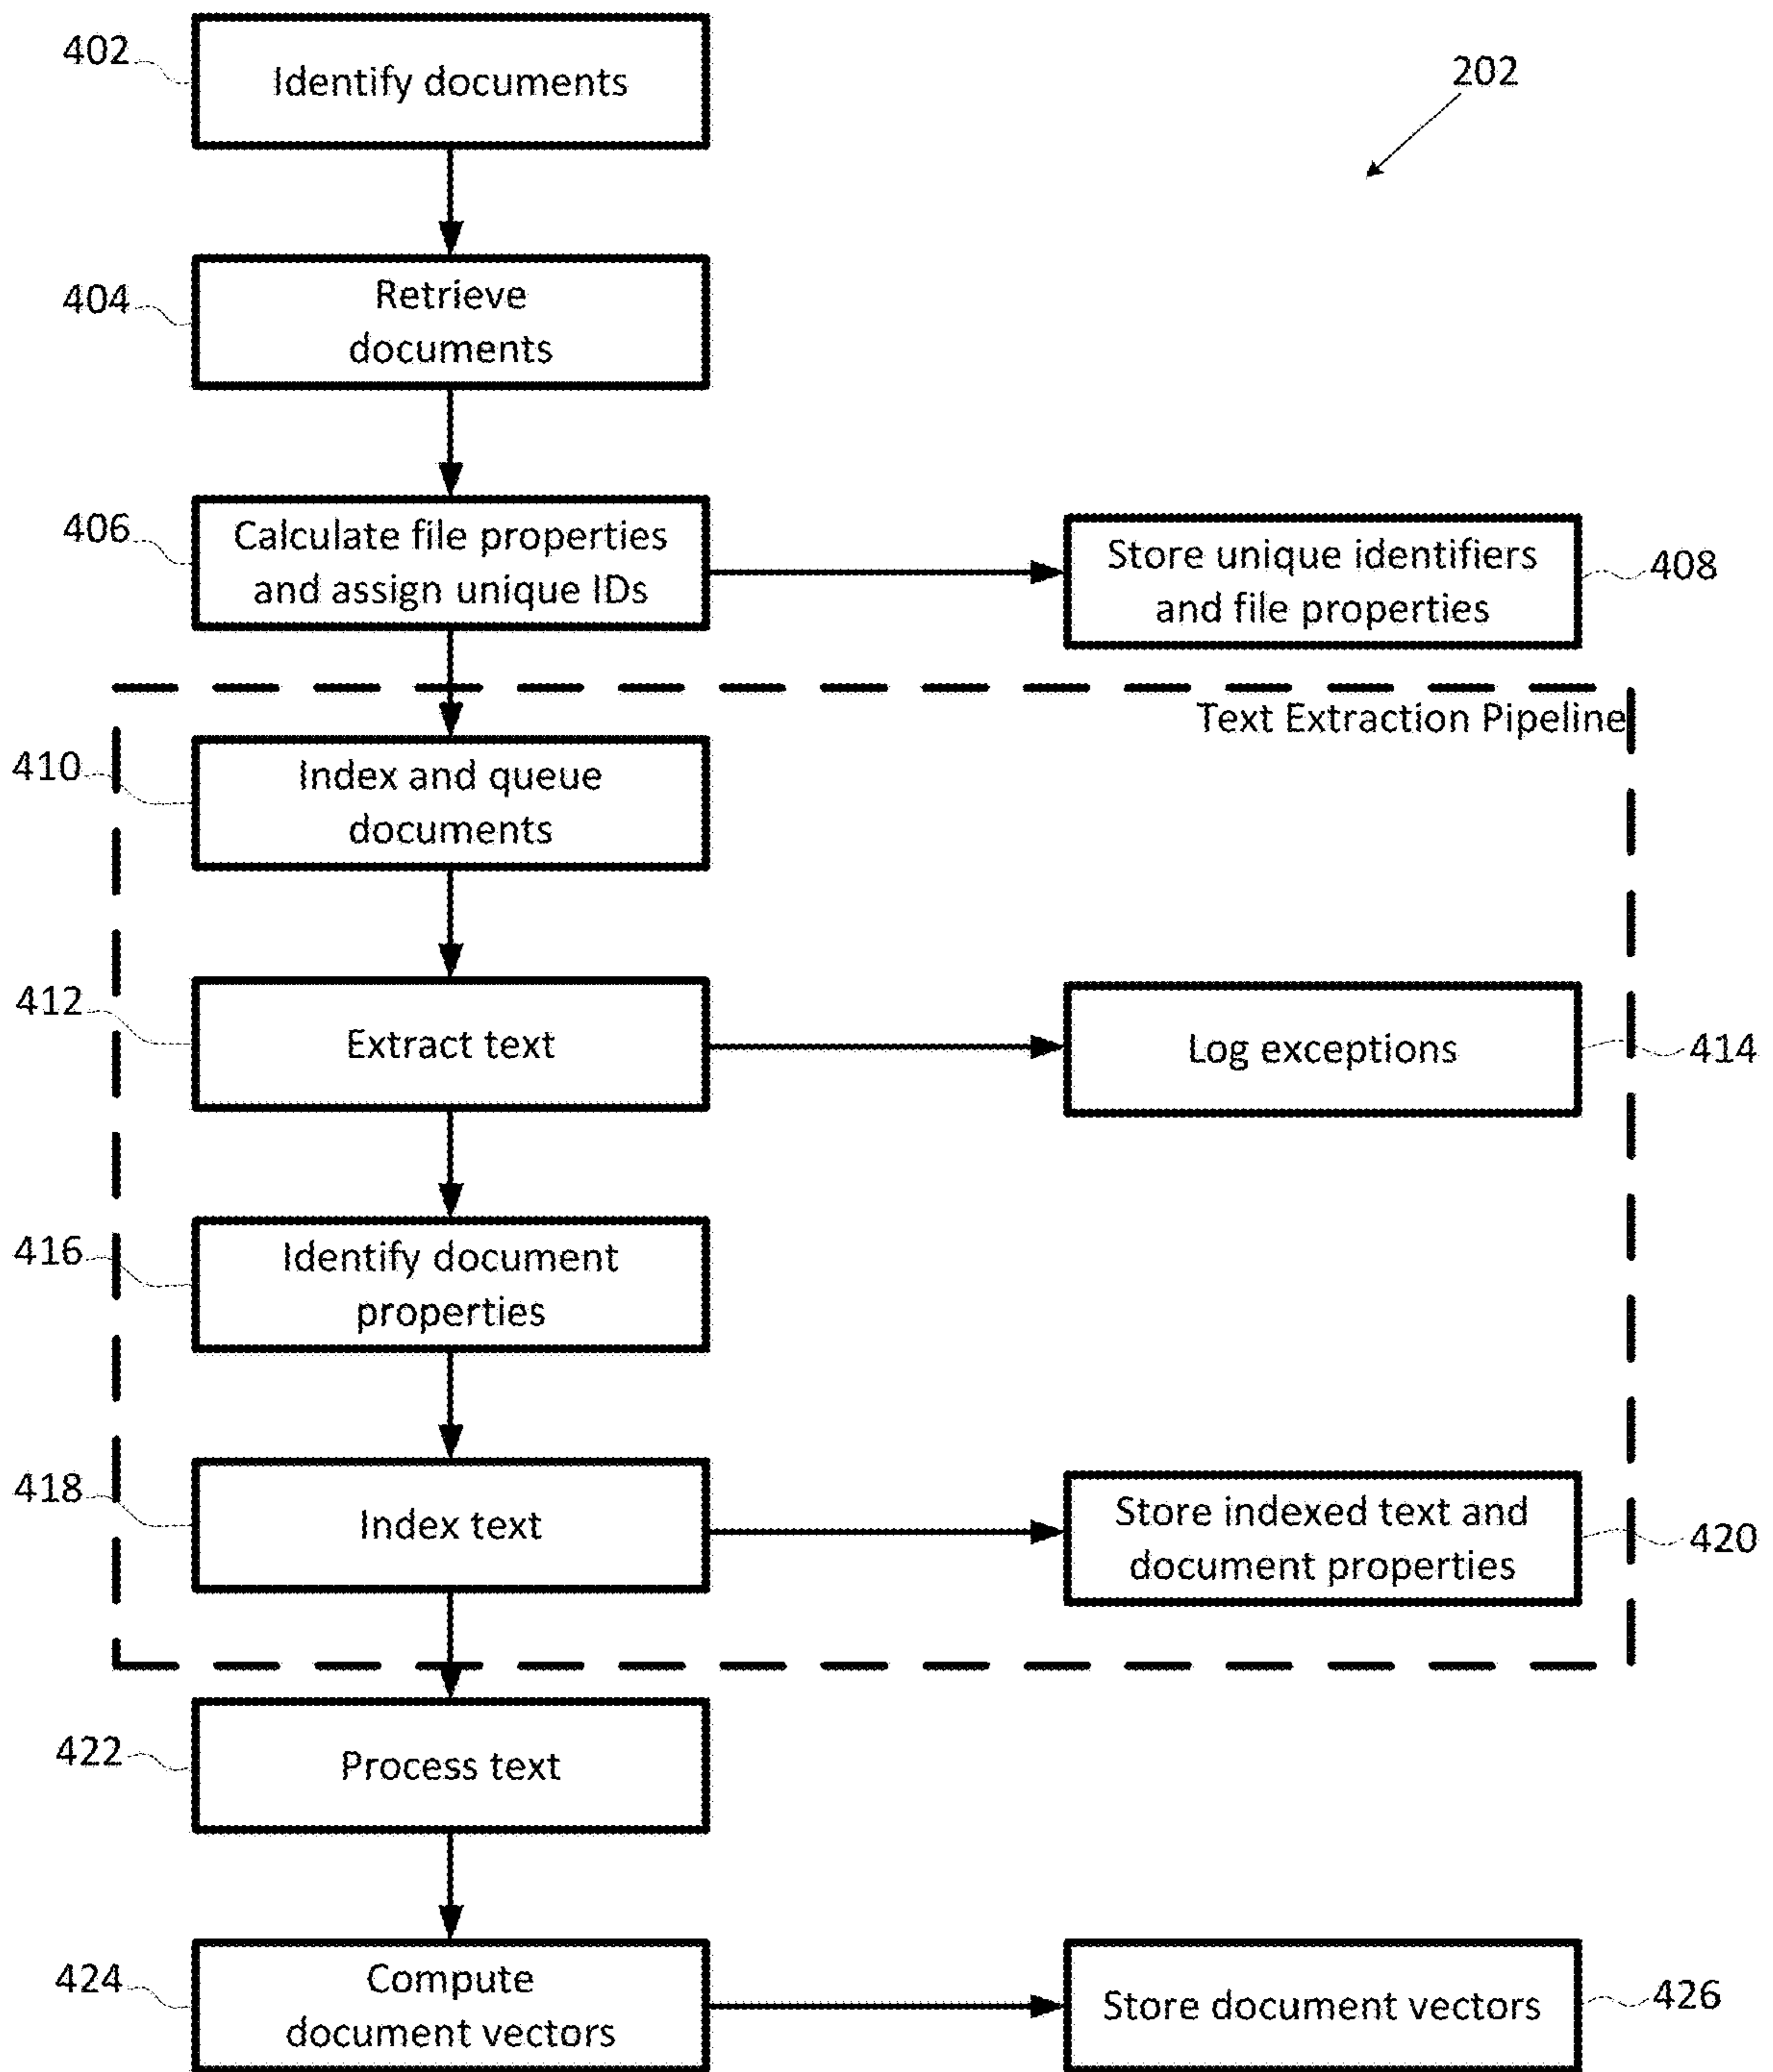 402
Identify documents
202
404
Retrieve
documents
406
Calculate file properties
and assign unique IDs
Store unique identifiers
and file properties
408
Text Extraction Pipeline
410
Index and queue
documents
412
Extract text
Log exceptions
414
416
Identify document
properties
418
Index text
Store indexed text and
document properties
420
422
Process text
424
Compute
document vectors
Store document vectors
426